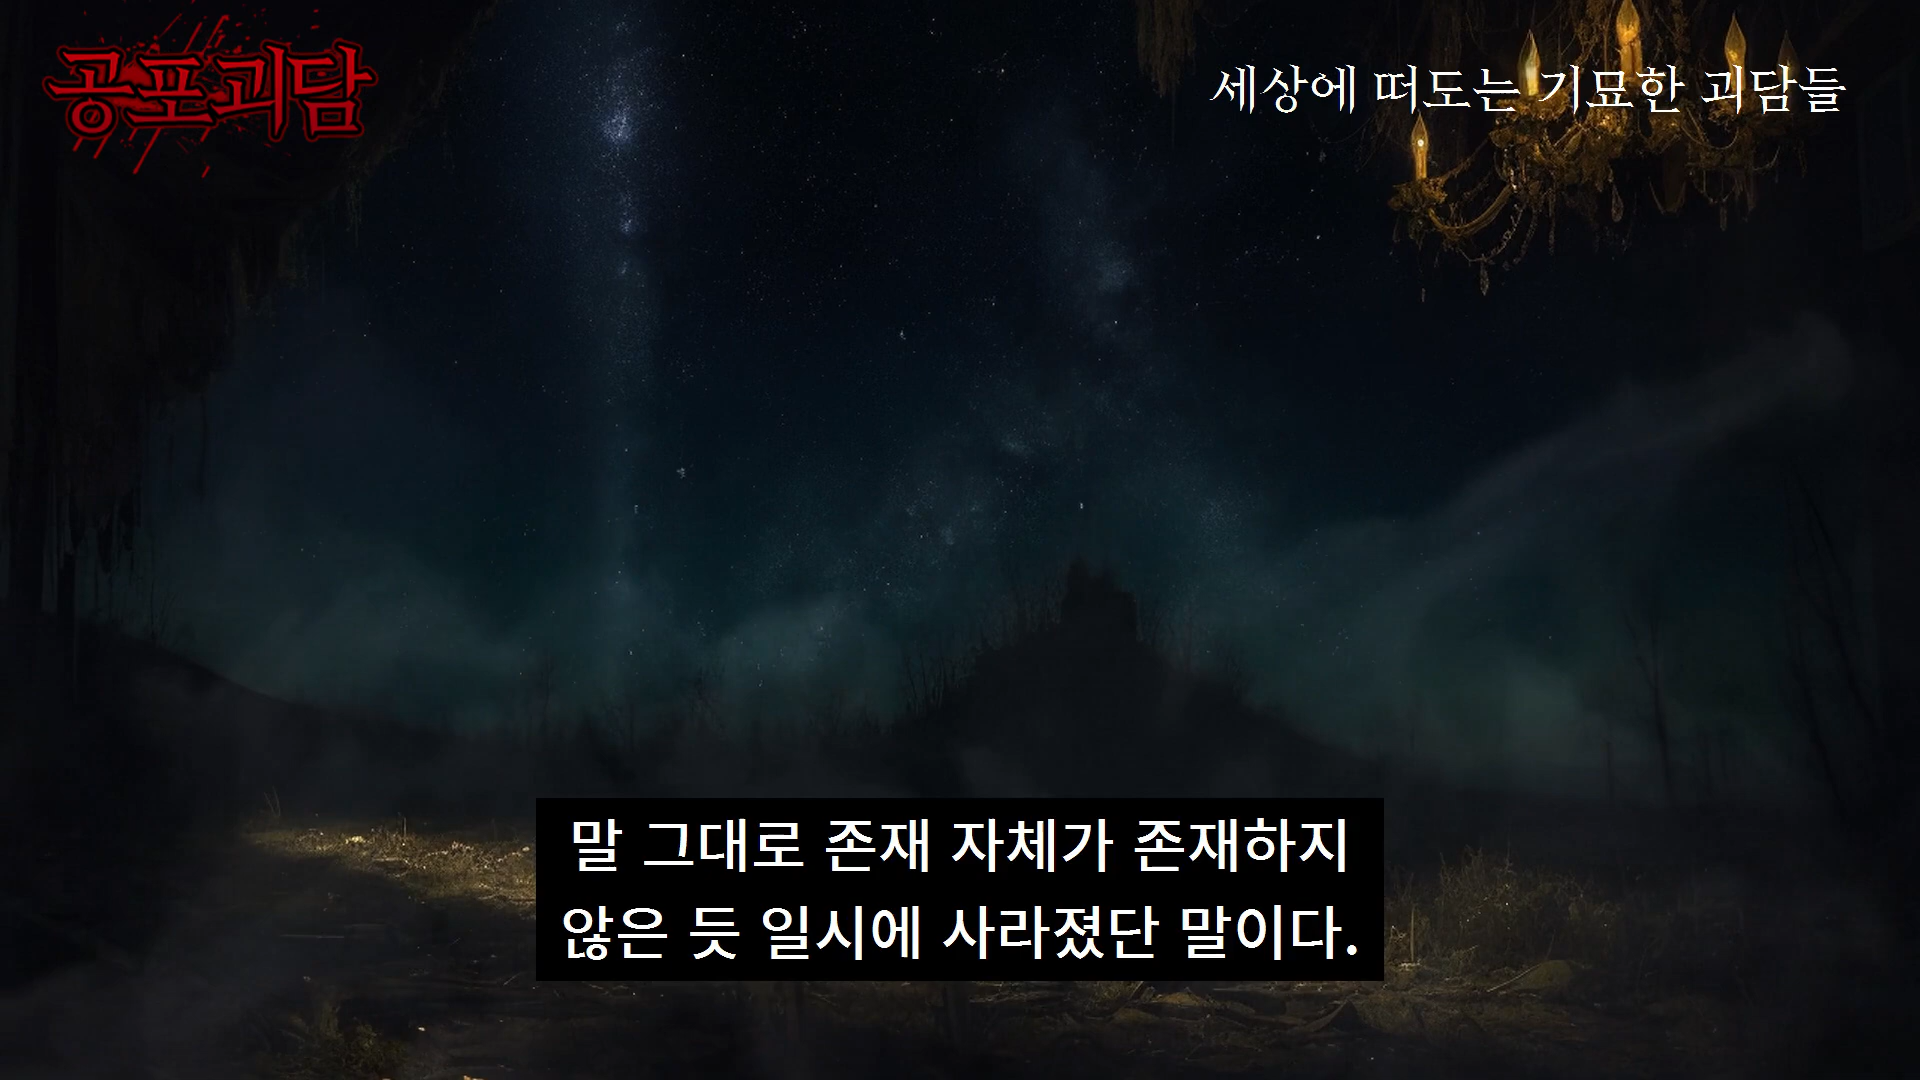 공포괴담
세상에 떠도는 기묘한 괴담들
말 그대로 존재 자체가 존재하지
않은 듯 일시에 사라졌단 말이다.